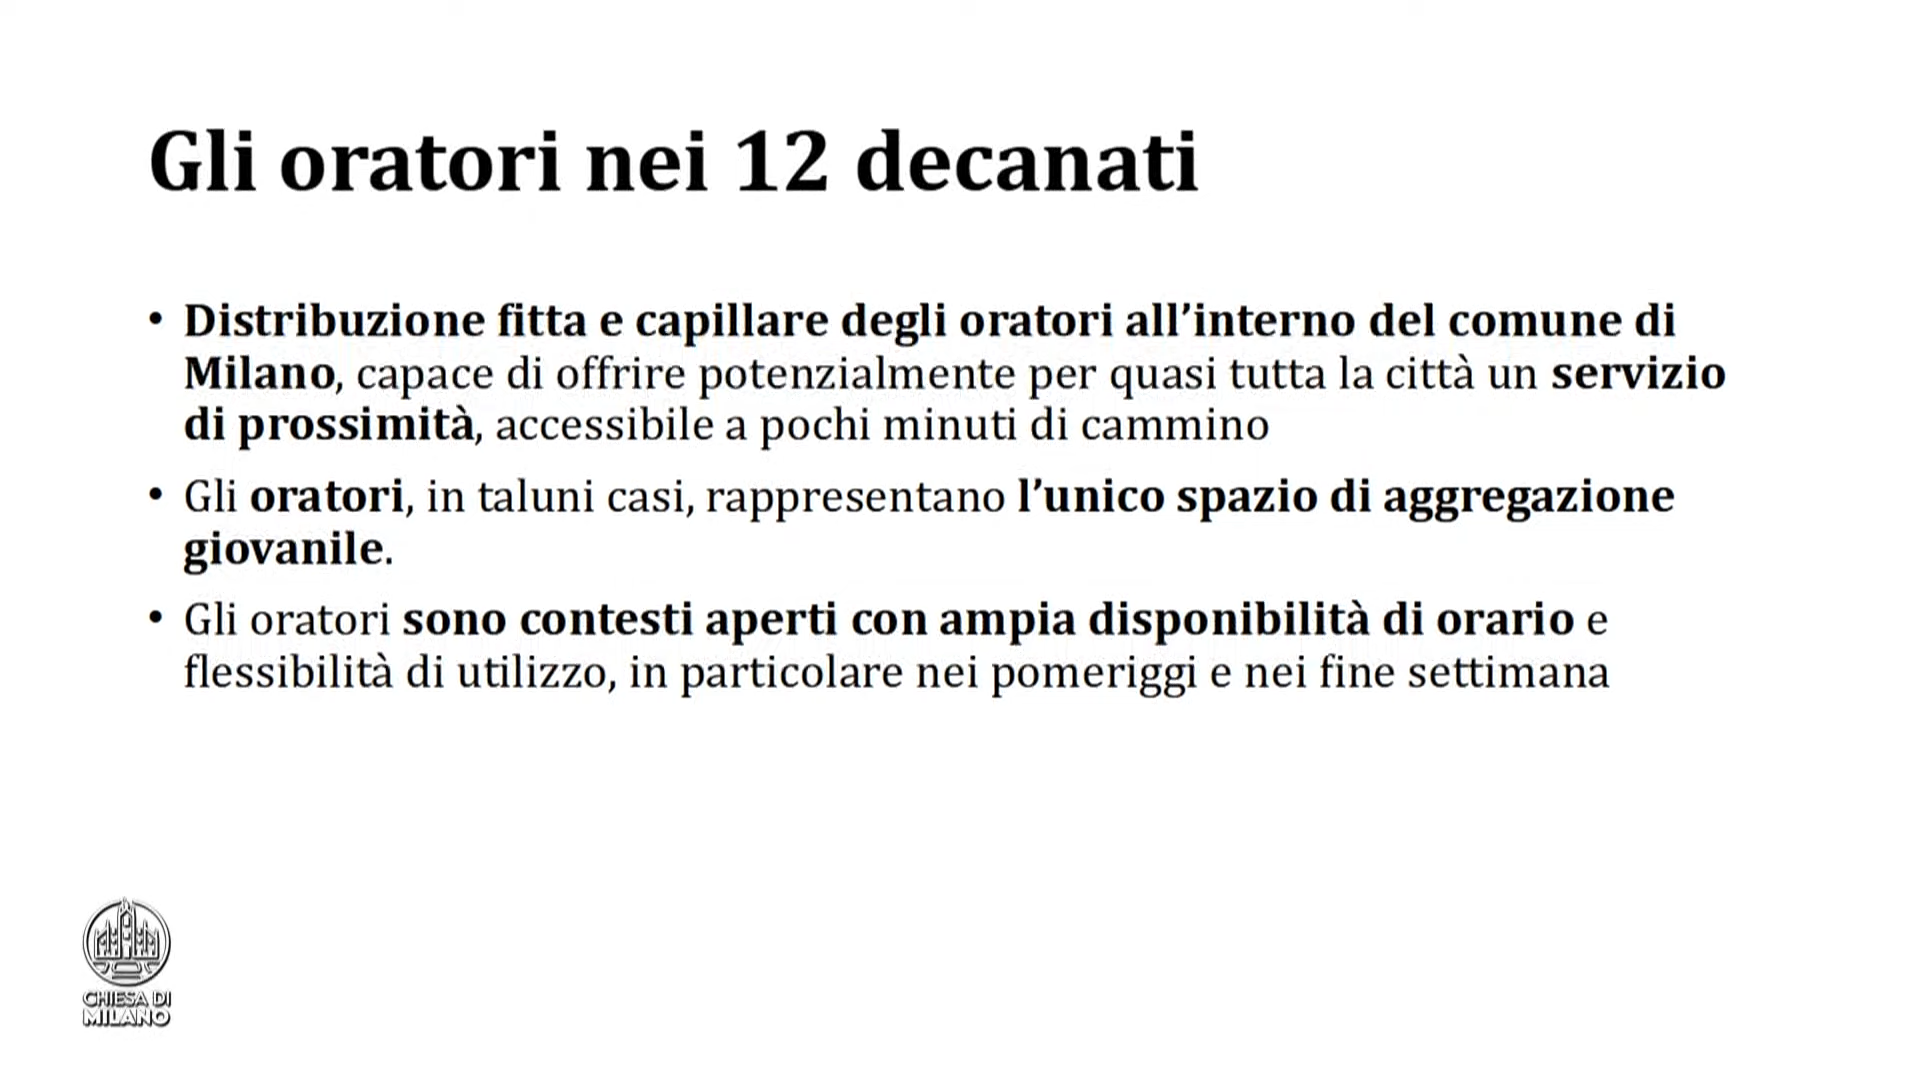 Gli oratori nei 12 decanati
• Distribuzione fitta e capillare degli oratori all’interno del comune di
Milano, capace di offrire potenzialmente per quasi tutta la città un servizio
di prossimità, accessibile a pochi minuti di cammino
• Gli oratori, in taluni casi, rappresentano l’unico spazio di aggregazione
giovanile.
• Gli oratori sono contesti aperti con ampia disponibilità di orario e
flessibilità di utilizzo, in particolare nei pomeriggi e nei fine settimana
CHIESA DI
MILANO